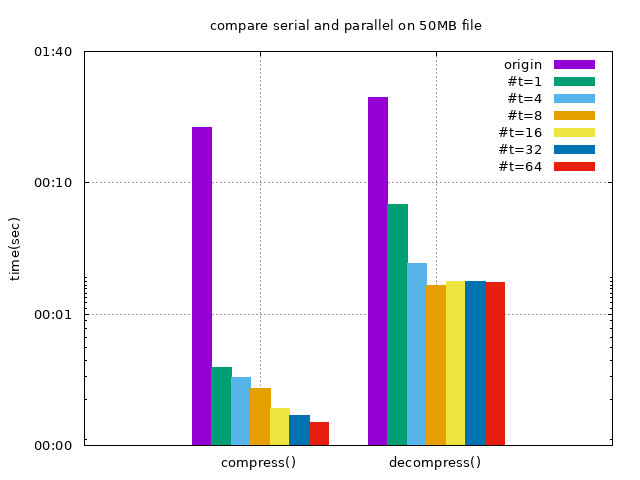 compare serial and parallel on 50MB file
01:40
00:10
00:01
00:00
time(sec)
origin
#t=1
#t=4
#t=8
#t=16
#t=32
#t=64
compress()
decompress()